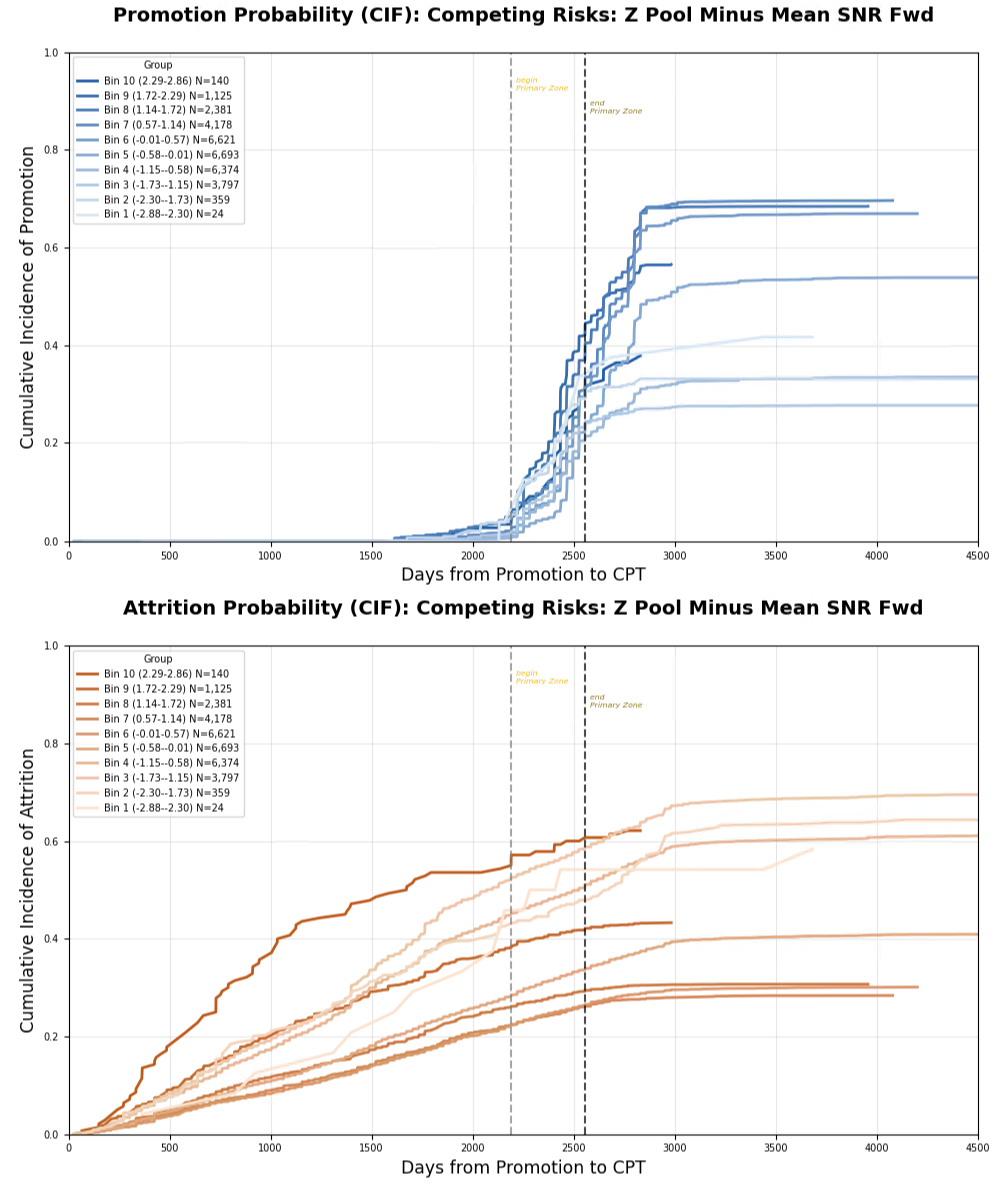 Promotion Probability (CIF): Competing Risks: Z Pool Minus Mean SNR Fwd
Cumulative Incidence of Promotion
1.0
0.8
0.6
0.4
0.2
0.0
Group
Bin 10 (2.29-2.86) N=140
Bin 9 (1.72-2.29) N=1,125
Bin 8 (1.14-1.72) N=2,381
Bin 7 (0.57-1.14) N=4,178
Bin 6 (-0.01-0.57) N=6,621
Bin 5 (-0.58--0.01) N=6,693
Bin 4 (-1.15--0.58) N=6,374
Bin 3 (-1.73--1.15) N=3,797
Bin 2 (-2.30--1.73) N=359
Bin 1 (-2.88--2.30) N=24
begin
Primary Zone
end
Primary Zone
0 500 1000 1500 2000 2500 3000 3500 4000 4500
Days from Promotion to CPT
Attrition Probability (CIF): Competing Risks: Z Pool Minus Mean SNR Fwd
Cumulative Incidence of Attrition
1.0
0.8
0.6
0.4
0.2
0.0
Group
Bin 10 (2.29-2.86) N=140
Bin 9 (1.72-2.29) N=1,125
Bin 8 (1.14-1.72) N=2,381
Bin 7 (0.57-1.14) N=4,178
Bin 6 (-0.01-0.57) N=6,621
Bin 5 (-0.58--0.01) N=6,693
Bin 4 (-1.15--0.58) N=6,374
Bin 3 (-1.73--1.15) N=3,797
Bin 2 (-2.30--1.73) N=359
Bin 1 (-2.88--2.30) N=24
begin
Primary Zone
end
Primary Zone
0 500 1000 1500 2000 2500 3000 3500 4000 4500
Days from Promotion to CPT